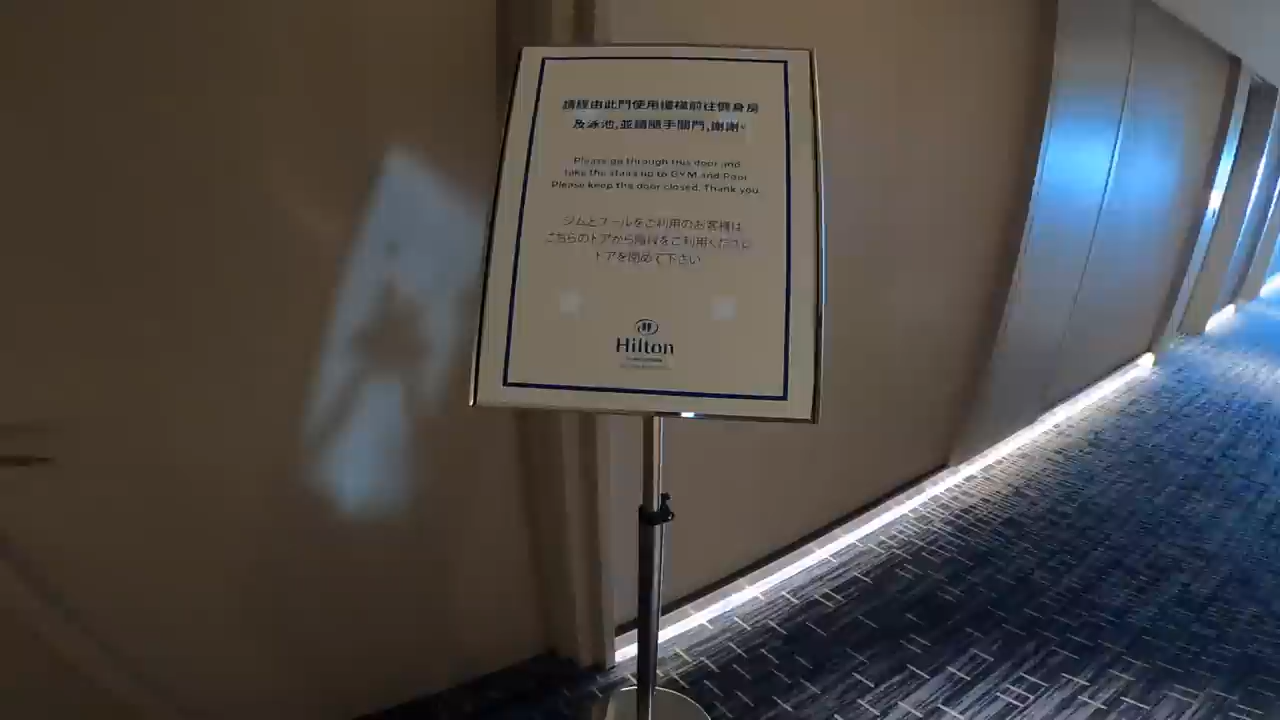 請經由此門使用樓梯前往健身房
及泳池,並請隨手關門,謝謝。
Please go through this door and
take the stairs up to GYM and Pool
Please keep the door closed. Thank you.
ジムとプールをご利用のお客様は
こちらのドアから階段をご利用ください
ドアを閉めて下さい
Hilton